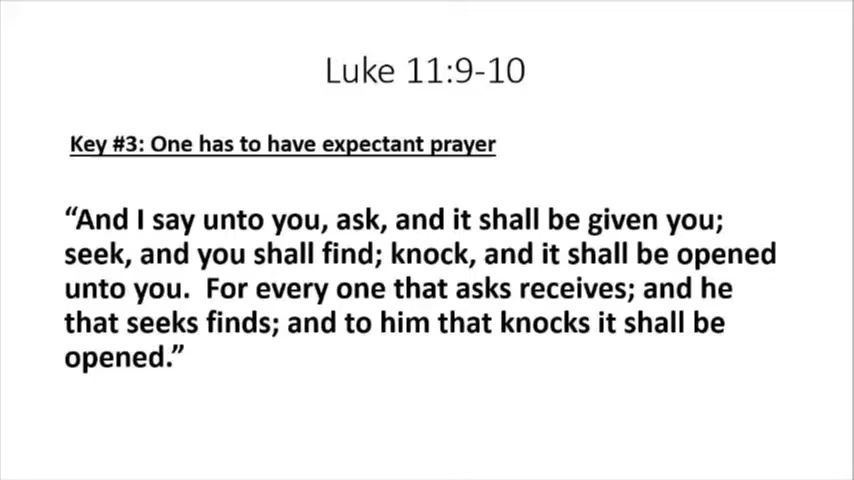 Luke 11:9-10
Key #3: One has to have expectant prayer
“And I say unto you, ask, and it shall be given you;
seek, and you shall find; knock, and it shall be opened
unto you.  For every one that asks receives; and he
that seeks finds; and to him that knocks it shall be
opened.”